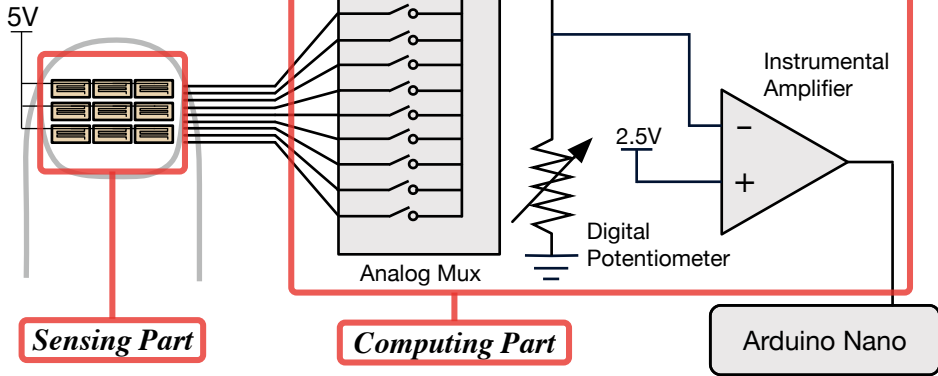 5V
Instrumental
Amplifier
−
2.5V
+
Digital
Potentiometer
Analog Mux
Sensing Part
Computing Part
Arduino Nano